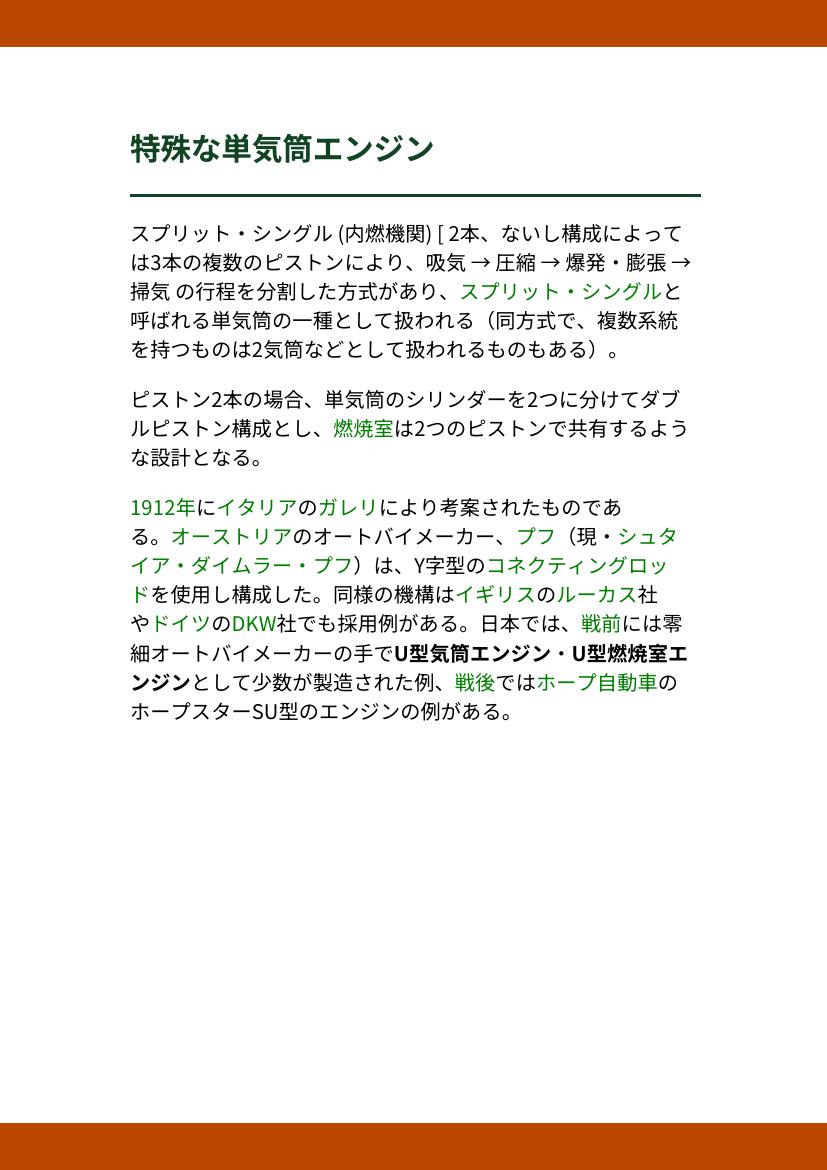 特殊な単気筒エンジン
スプリット・シングル (内燃機関) [ 2本、ないし構成によって
は3本の複数のピストンにより、吸気 → 圧縮 → 爆発・膨張 →
掃気 の行程を分割した方式があり、スプリット・シングルと
呼ばれる単気筒の一種として扱われる（同方式で、複数系統
を持つものは2気筒などとして扱われるものもある）。
ピストン2本の場合、単気筒のシリンダーを2つに分けてダブ
ルピストン構成とし、燃焼室は2つのピストンで共有するよう
な設計となる。
1912年にイタリアのガレリにより考案されたものであ
る。オーストリアのオートバイメーカー、プフ（現・シュタ
イア・ダイムラー・プフ）は、Y字型のコネクティングロッ
ドを使用し構成した。同様の機構はイギリスのルーカス社
やドイツのDKW社でも採用例がある。日本では、戦前には零
細オートバイメーカーの手でU型気筒エンジン・U型燃焼室エ
ンジンとして少数が製造された例、戦後ではホープ自動車の
ホープスターSU型のエンジンの例がある。